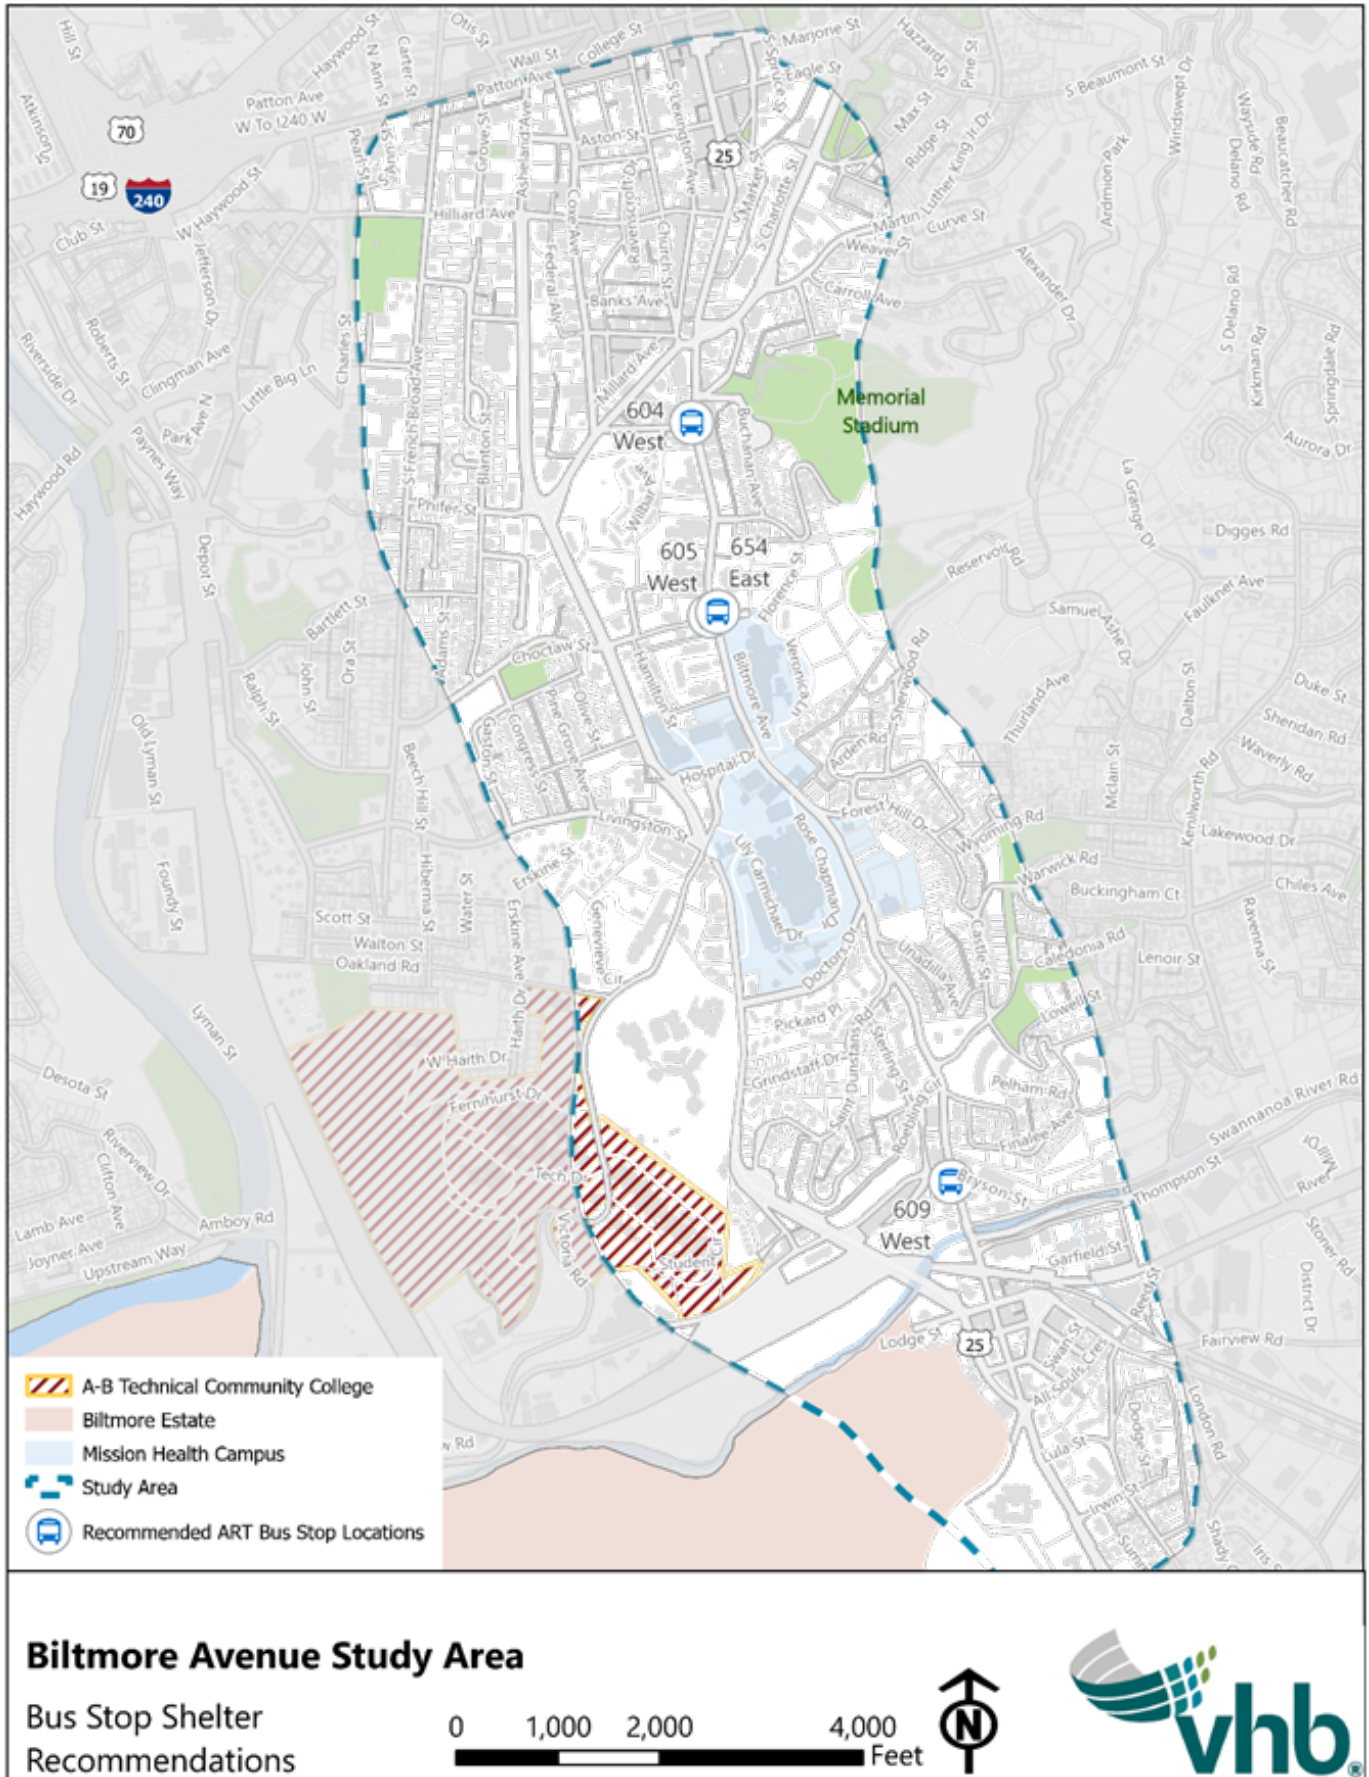 Hill St
Haywood St
N Ann St
Carter St
Otis St
Wall St
College St
Marjorie St
Hazzard St
Pine St
S Beaumont St
Windswept Dr
Wayside Rd
Delano Rd
Beaucatcher Rd
Atkinson St
Patton Ave
Patton Ave
W To I240 W
70
19
240
Pearl St
S Ann St
Grove St
Ashland Ave
Aston St
S Lexington Ave
S Spruce St
Eagle St
Max St
Ridge St
Martin Luther King Jr Dr
Ardmion Park
25
S Market St
S Charlotte St
Club St
W Haywood St
Jefferson Dr
Hilliard Ave
Coxe Ave
Ravenscroft Dr
Church St
Federal Aly
Banks Ave
Weaver St
Curve St
Carroll Ave
Alexander Dr
S Delano Rd
Kirkman Rd
Springdale Rd
Riverside Dr
Roberts St
Clingman Ave
Little Big Ln
Charles St
S French Broad Ave
Blanton St
Millard Ave
Memorial
Stadium
604
West
Buchanan Ave
Park Ave N
Paynes Way
Haywood Rd
Aurora Dr
La Grange Dr
Phifer St
Wilbar Ave
605
West
654
East
Florence St
Reservoir Rd
Digges Rd
Depot St
Bartlett St
Samuel Ashe Dr
Faulkner Ave
Adams St
Choctaw St
Hamilton St
Biltmore Ave
Veronica Ln
Sherwood Rd
Ora St
John St
Ralph St
Thurland Ave
Dalton St
Duke St
Sheridan Rd
Waverly Rd
Old Lyman St
Gaston St
Congress St
Pine Grove Ave
Olive St
Arden Rd
Hospital Dr
Mclain St
Kenilworth Rd
Beech Hill St
Livingston St
Forest Hill Dr
Wyoming Rd
Lakewood Dr
Foundy St
Hibernia St
Erskine St
Lily Carmichael Dr
Rose Chapman Dr
Warwick Rd
Buckingham Ct
Chiles Ave
Water St
Scott St
Walton St
Oakland Rd
Erskine Ave
Genevieve Cir
Castle St
Unadilla Ave
Doctors Dr
Caledonia Rd
Lenoir St
Ravenna St
Lyman St
Harth Dr
Pickard Pl
Lowell St
W Harth Dr
Grindstaff Dr
Saint Dunstans Rd
Sterling St
Desota St
Fernihurst Dr
Pelham Rd
Swannanoa River Rd
Finalee Ave
Riverview Dr
Clifton Ave
Tech Dr
Bryson St
Thompson St
609
West
Lamb Ave
Amboy Rd
Victoria Rd
Joyner Ave
Upstream Way
Student Cir
Garfield St
Stoner Rd
District Dr
Reed St
Lodge St
25
Swan St
Fairview Rd
All Souls Cres
London Rd
Dodge St
Lula St
Irwin St
A-B Technical Community College
Biltmore Estate
Mission Health Campus
w Rd
Study Area
Recommended ART Bus Stop Locations
Biltmore Avenue Study Area
Bus Stop Shelter
Recommendations
0 1,000 2,000 4,000
Feet
N
vhb®